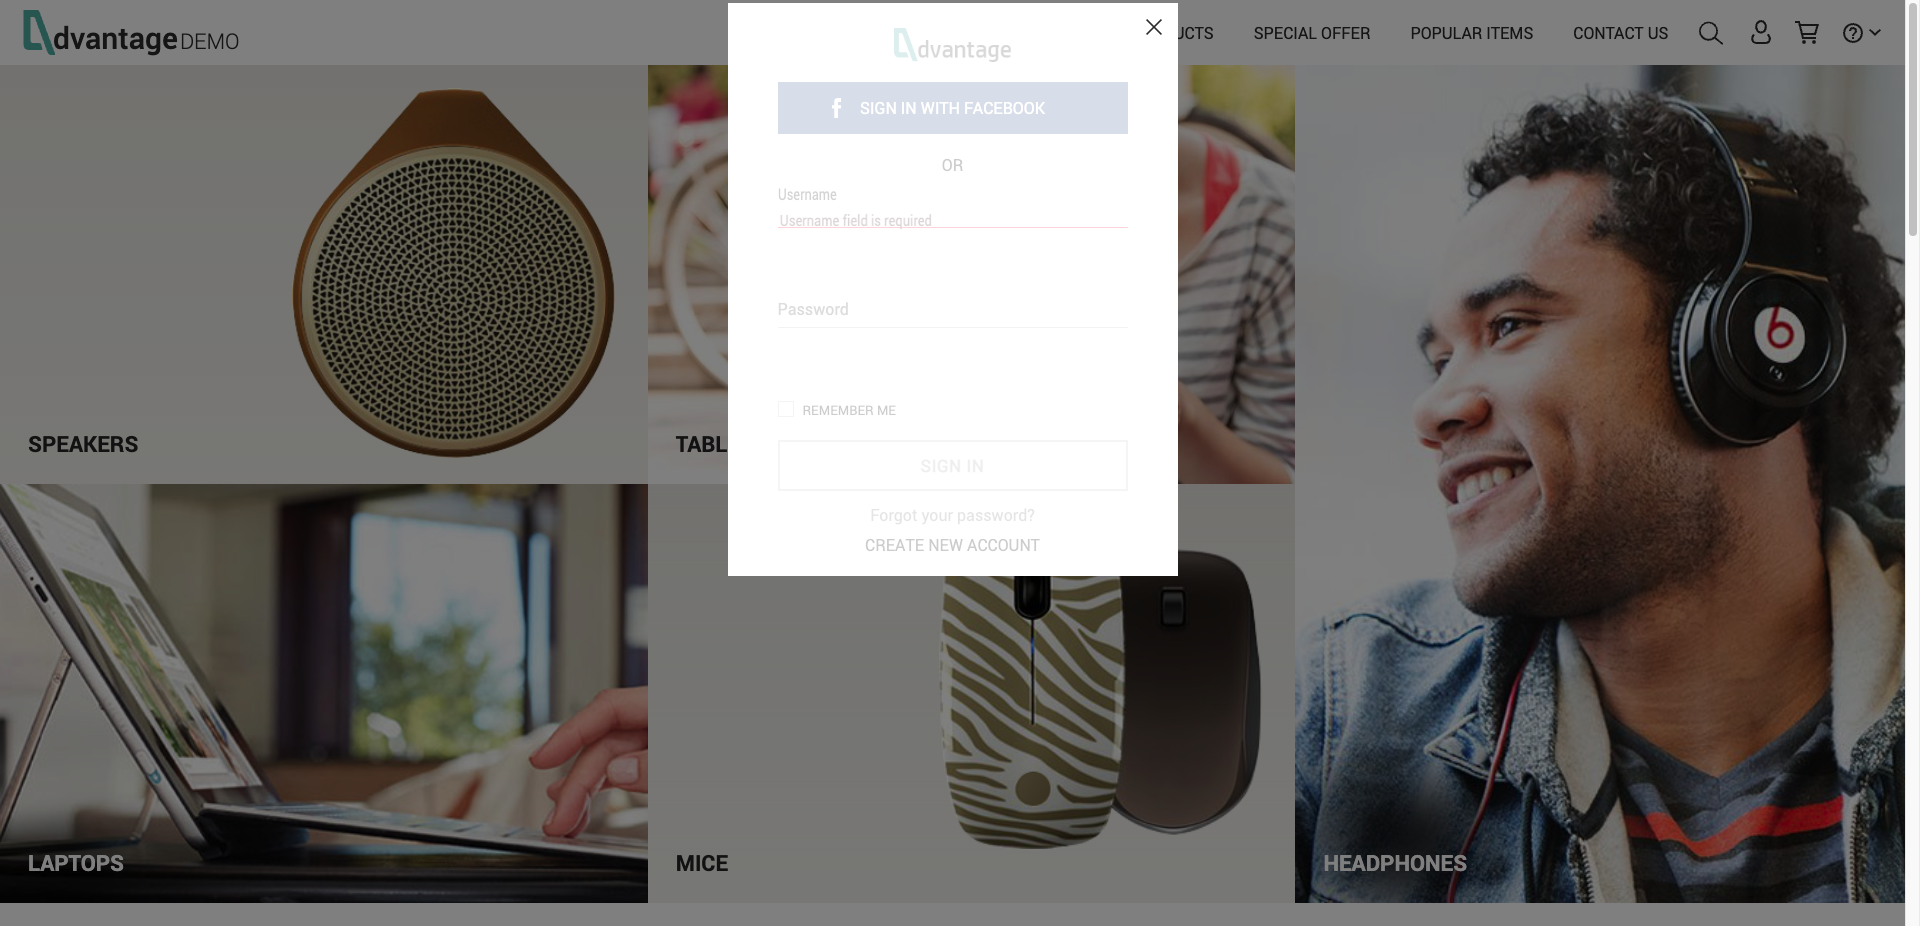 dvantage DEMO
UCTS SPECIAL OFFER POPULAR ITEMS CONTACT US
dvantage
SIGN IN WITH FACEBOOK
OR
Username
Username field is required
Password
REMEMBER ME
SIGN IN
Forgot your password?
CREATE NEW ACCOUNT
SPEAKERS
TABL
LAPTOPS
MICE
HEADPHONES